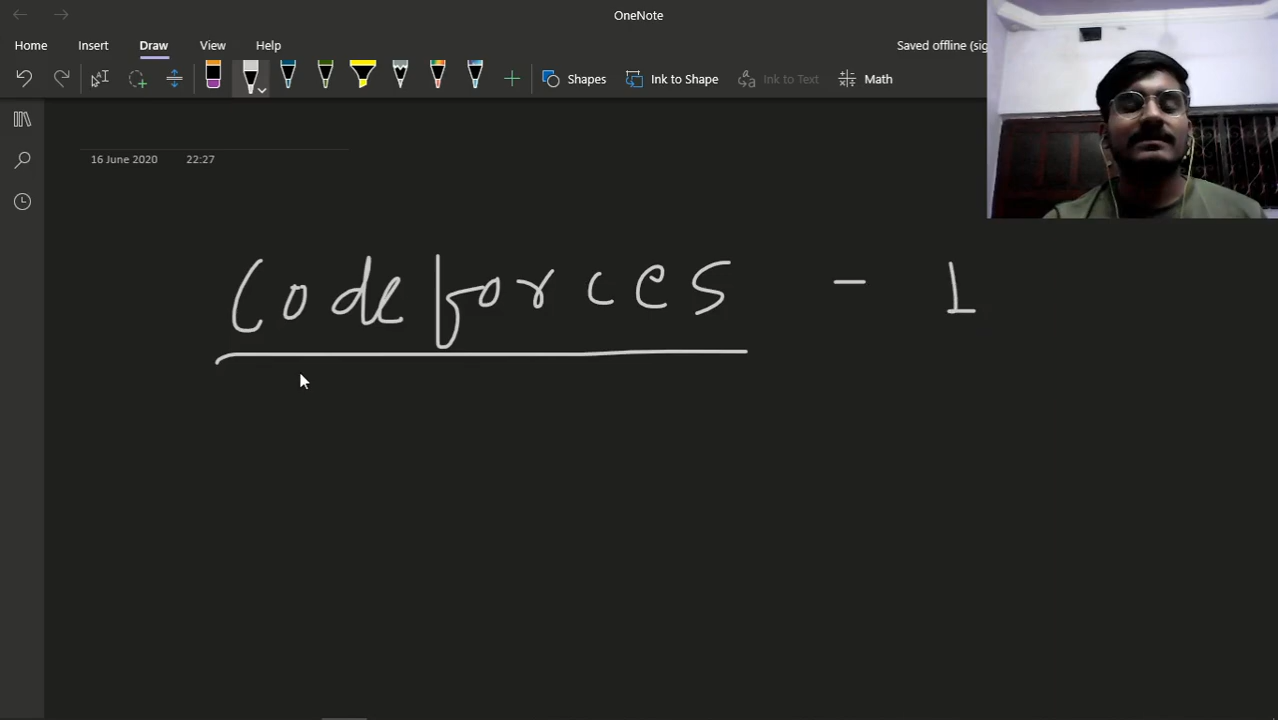 OneNote
Home Insert Draw View Help Saved offline
Shapes Ink to Shape Ink to Text Math
16 June 2020 22:27
Codeforces - 1